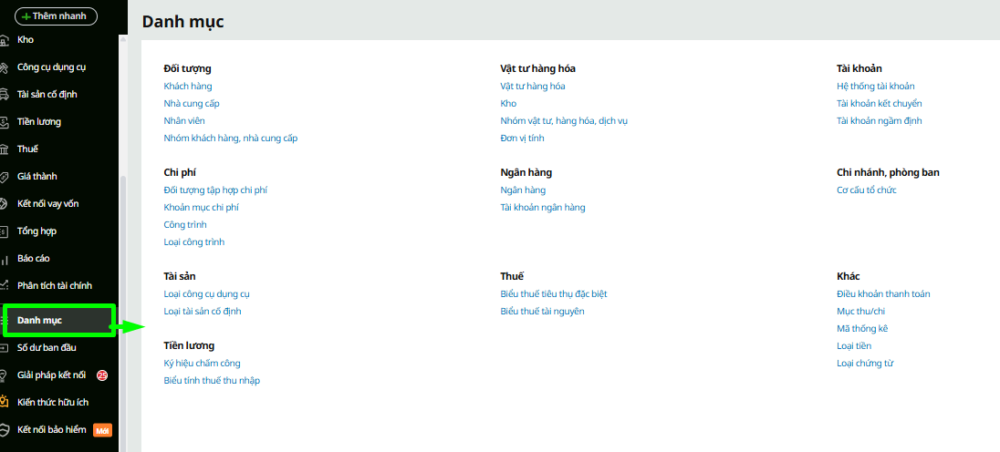 Thêm nhanh
Kho
Công cụ dụng cụ
Tài sản cố định
Tiền lương
Thuế
Giá thành
Kết nối vay vốn
Tổng hợp
Báo cáo
Phân tích tài chính
Danh mục
Số dư ban đầu
Giải pháp kết nối 25
Kiến thức hữu ích
Kết nối bảo hiểm Mới
Danh mục
Đối tượng
Khách hàng
Nhà cung cấp
Nhân viên
Nhóm khách hàng, nhà cung cấp
Vật tư hàng hóa
Vật tư hàng hóa
Kho
Nhóm vật tư, hàng hóa, dịch vụ
Đơn vị tính
Tài khoản
Hệ thống tài khoản
Tài khoản kết chuyển
Tài khoản ngầm định
Chi phí
Đối tượng tập hợp chi phí
Khoản mục chi phí
Công trình
Loại công trình
Ngân hàng
Ngân hàng
Tài khoản ngân hàng
Chi nhánh, phòng ban
Cơ cấu tổ chức
Tài sản
Loại công cụ dụng cụ
Loại tài sản cố định
Thuế
Biểu thuế tiêu thụ đặc biệt
Biểu thuế tài nguyên
Khác
Điều khoản thanh toán
Mục thu/chi
Mã thống kê
Loại tiền
Loại chứng từ
Tiền lương
Ký hiệu chấm công
Biểu tính thuế thu nhập